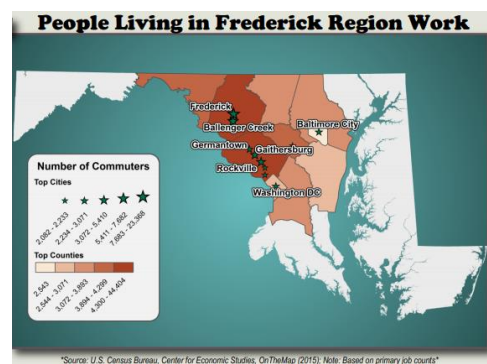 People Living in Frederick Region Work
Frederick
Ballenger Creek
Baltimore City
Germantown
Gaithersburg
Rockville
Washington DC
Number of Commuters
Top Cities
2,082 - 2,233
2,234 - 3,071
3,072 - 5,410
5,411 - 7,682
7,683 - 23,368
Top Counties
2,543
2,544 - 3,071
3,072 - 3,893
3,894 - 4,299
4,300 - 44,404
*Source: U.S. Census Bureau, Center for Economic Studies, OnTheMap (2015); Note: Based on primary job counts*